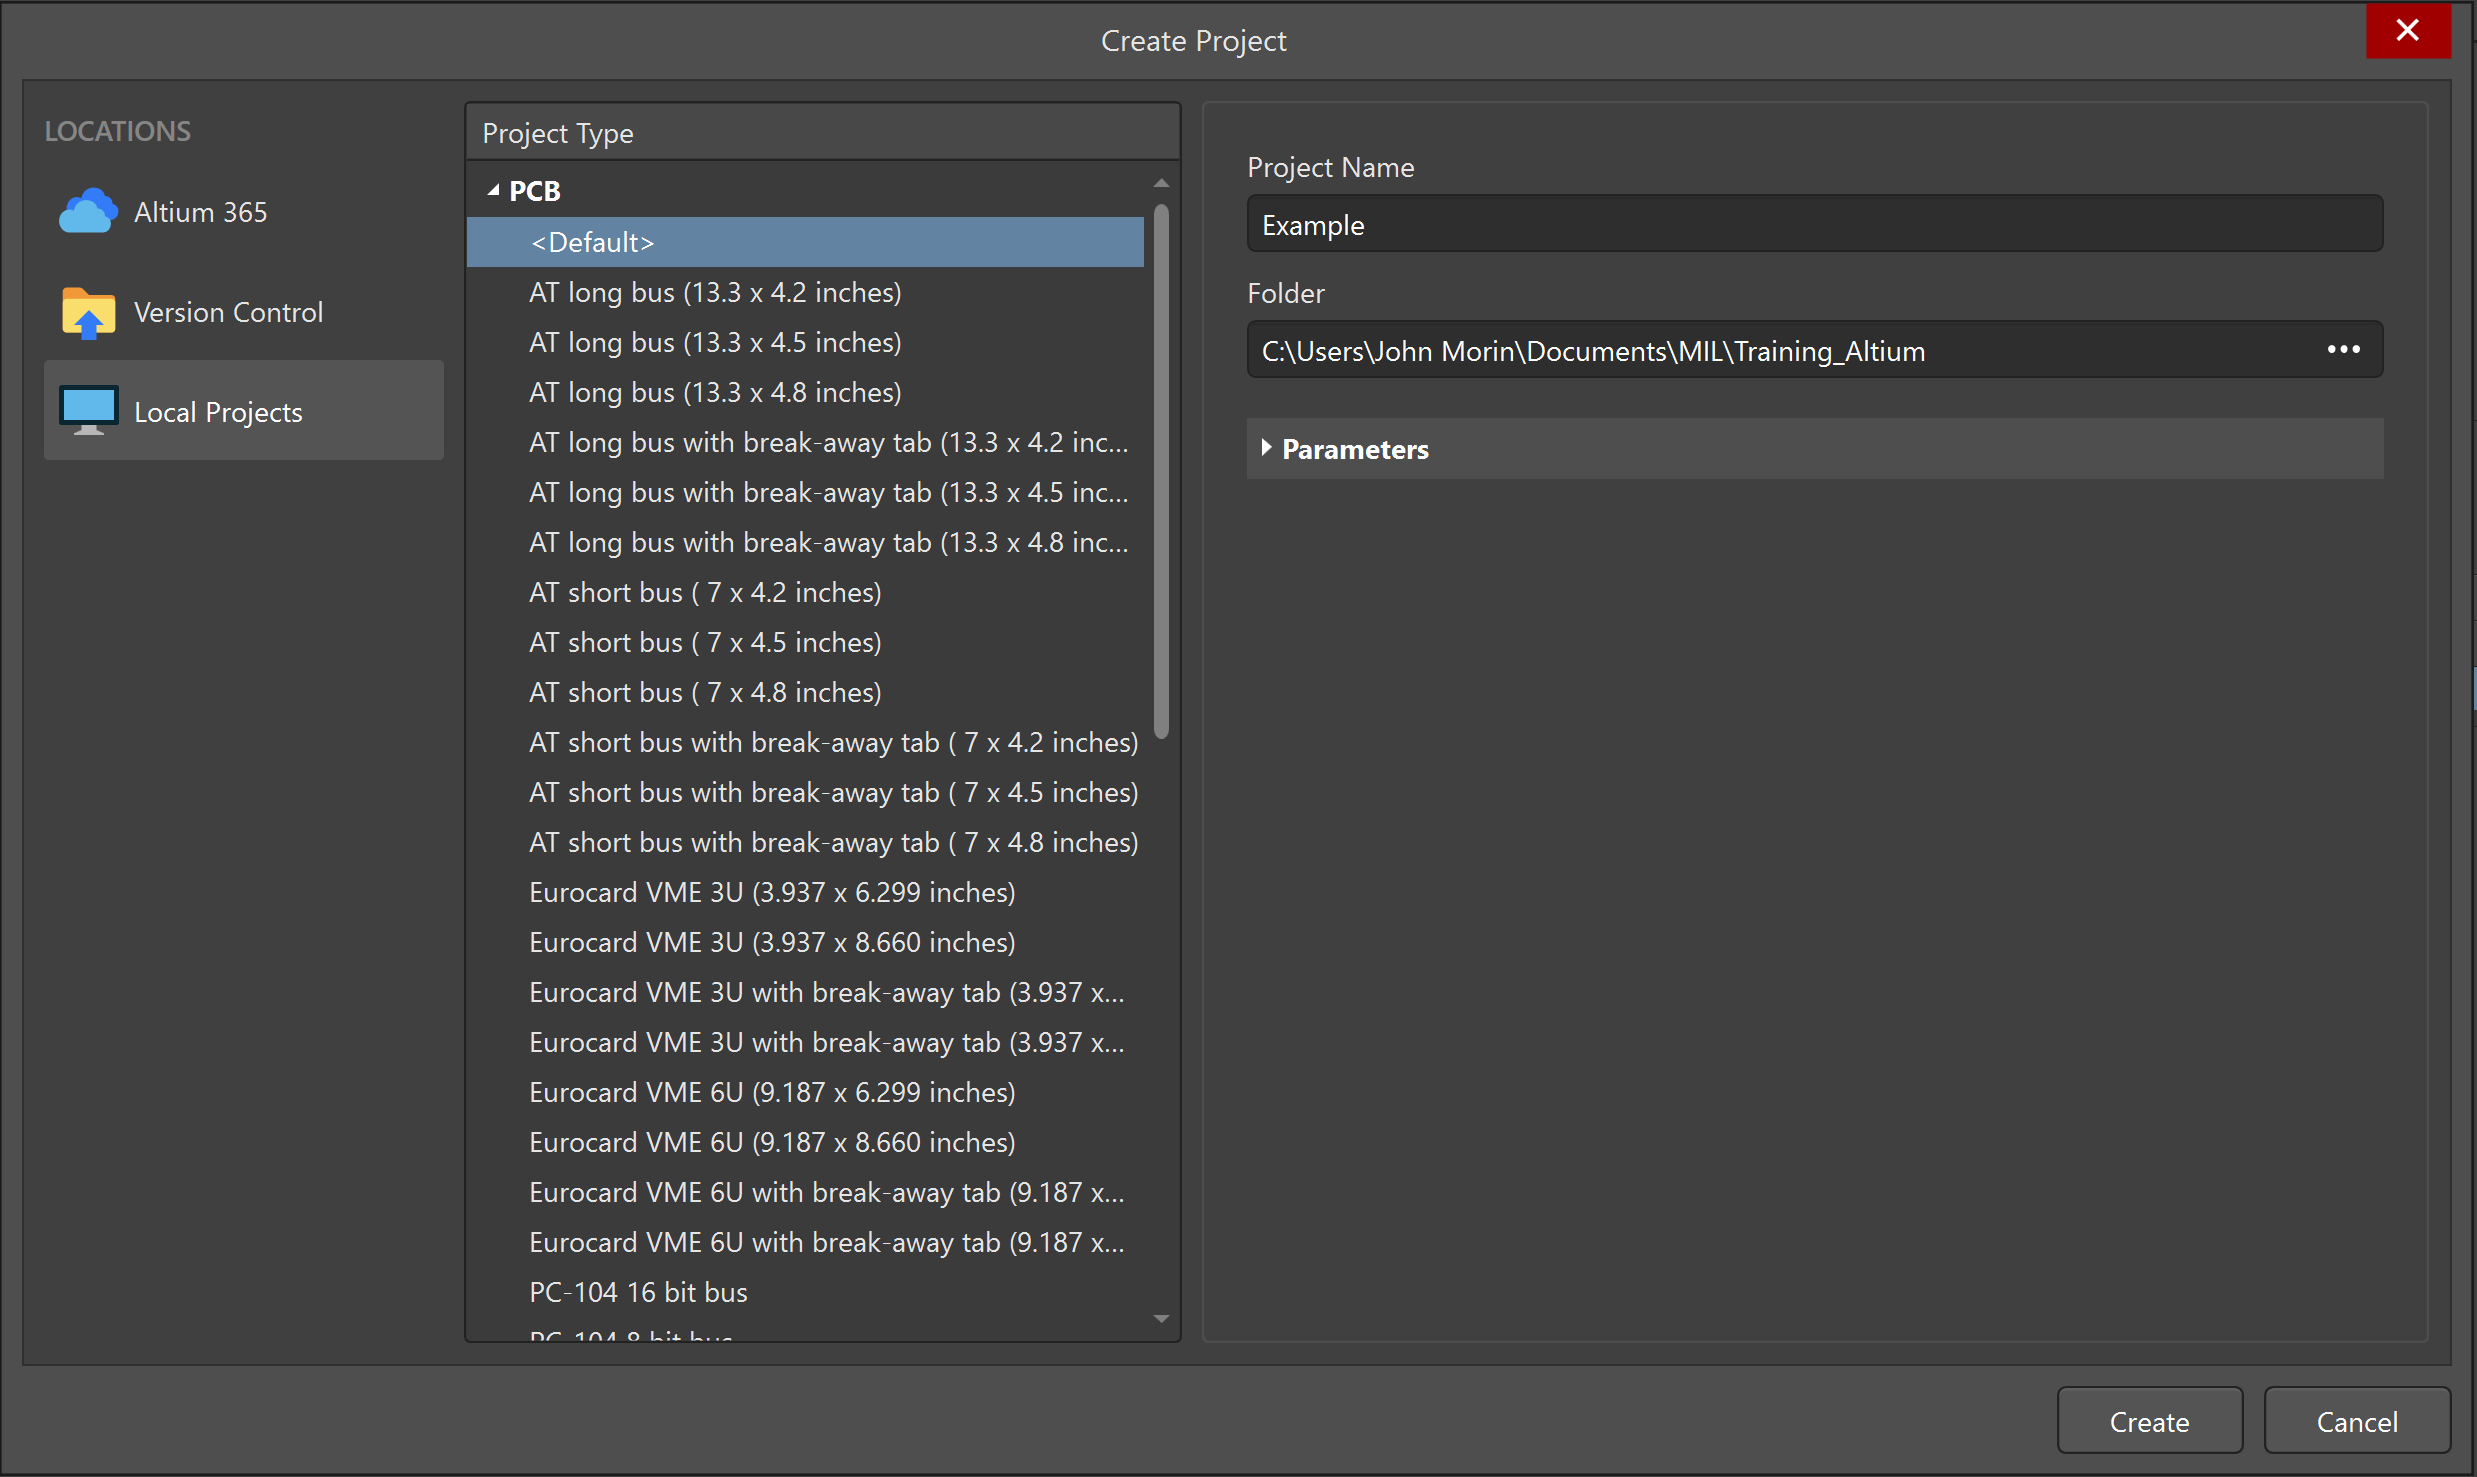 Create Project
LOCATIONS
Altium 365
Version Control
Local Projects
Project Type
PCB
<Default>
AT long bus (13.3 x 4.2 inches)
AT long bus (13.3 x 4.5 inches)
AT long bus (13.3 x 4.8 inches)
AT long bus with break-away tab (13.3 x 4.2 inc...
AT long bus with break-away tab (13.3 x 4.5 inc...
AT long bus with break-away tab (13.3 x 4.8 inc...
AT short bus ( 7 x 4.2 inches)
AT short bus ( 7 x 4.5 inches)
AT short bus ( 7 x 4.8 inches)
AT short bus with break-away tab ( 7 x 4.2 inches)
AT short bus with break-away tab ( 7 x 4.5 inches)
AT short bus with break-away tab ( 7 x 4.8 inches)
Eurocard VME 3U (3.937 x 6.299 inches)
Eurocard VME 3U (3.937 x 8.660 inches)
Eurocard VME 3U with break-away tab (3.937 x...
Eurocard VME 3U with break-away tab (3.937 x...
Eurocard VME 6U (9.187 x 6.299 inches)
Eurocard VME 6U (9.187 x 8.660 inches)
Eurocard VME 6U with break-away tab (9.187 x...
Eurocard VME 6U with break-away tab (9.187 x...
PC-104 16 bit bus
PC-104 8 bit bus
Project Name
Example
Folder
C:\Users\John Morin\Documents\MIL\Training_Altium
Parameters
Create
Cancel